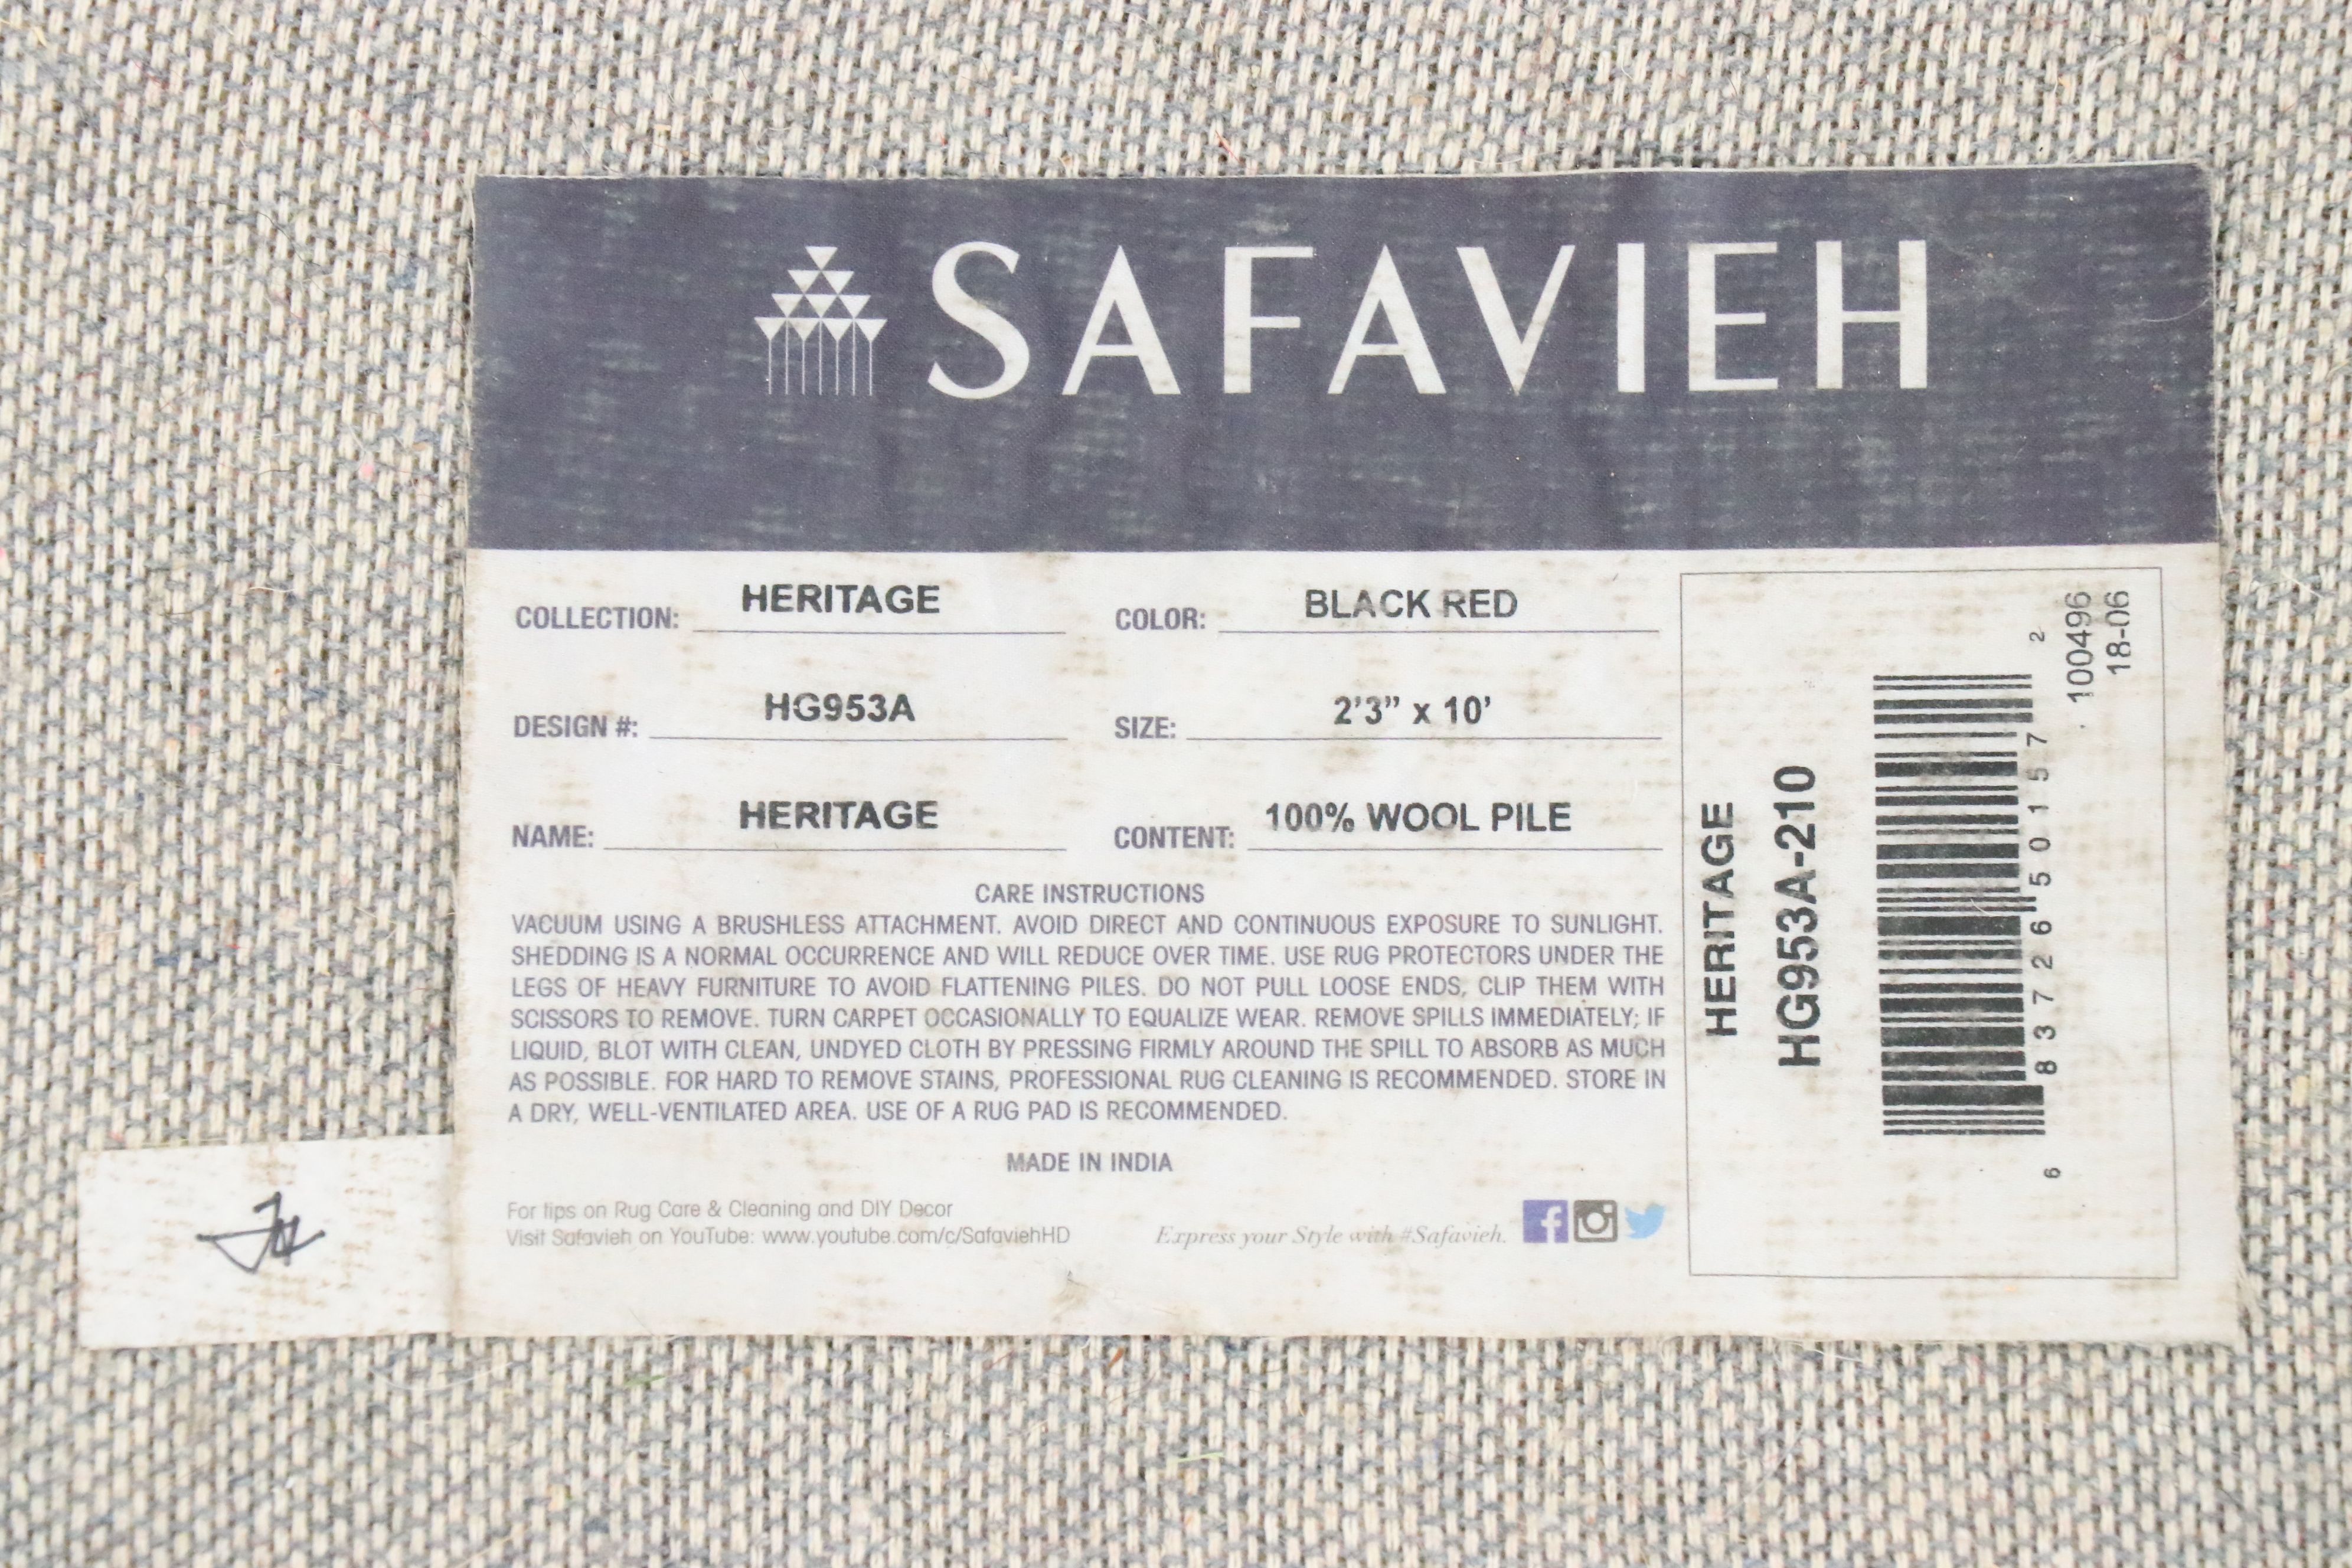 SAFAVIEH
COLLECTION: HERITAGE
COLOR: BLACK RED
DESIGN #: HG953A
SIZE: 2'3" x 10'
NAME: HERITAGE
CONTENT: 100% WOOL PILE
CARE INSTRUCTIONS
VACUUM USING A BRUSHLESS ATTACHMENT. AVOID DIRECT AND CONTINUOUS EXPOSURE TO SUNLIGHT.
SHEDDING IS A NORMAL OCCURRENCE AND WILL REDUCE OVER TIME. USE RUG PROTECTORS UNDER THE
LEGS OF HEAVY FURNITURE TO AVOID FLATTENING PILES. DO NOT PULL LOOSE ENDS, CLIP THEM WITH
SCISSORS TO REMOVE. TURN CARPET OCCASIONALLY TO EQUALIZE WEAR. REMOVE SPILLS IMMEDIATELY; IF
LIQUID, BLOT WITH CLEAN, UNDYED CLOTH BY PRESSING FIRMLY AROUND THE SPILL TO ABSORB AS MUCH
AS POSSIBLE. FOR HARD TO REMOVE STAINS, PROFESSIONAL RUG CLEANING IS RECOMMENDED. STORE IN
A DRY, WELL-VENTILATED AREA. USE OF A RUG PAD IS RECOMMENDED.
MADE IN INDIA
For tips on Rug Care & Cleaning and DIY Decor
Visit Safavieh on YouTube: www.youtube.com/c/SafaviehHD
Express your Style with #Safavieh.
HERITAGE
HG953A-210
6 83726 50157 2
100496
18-06